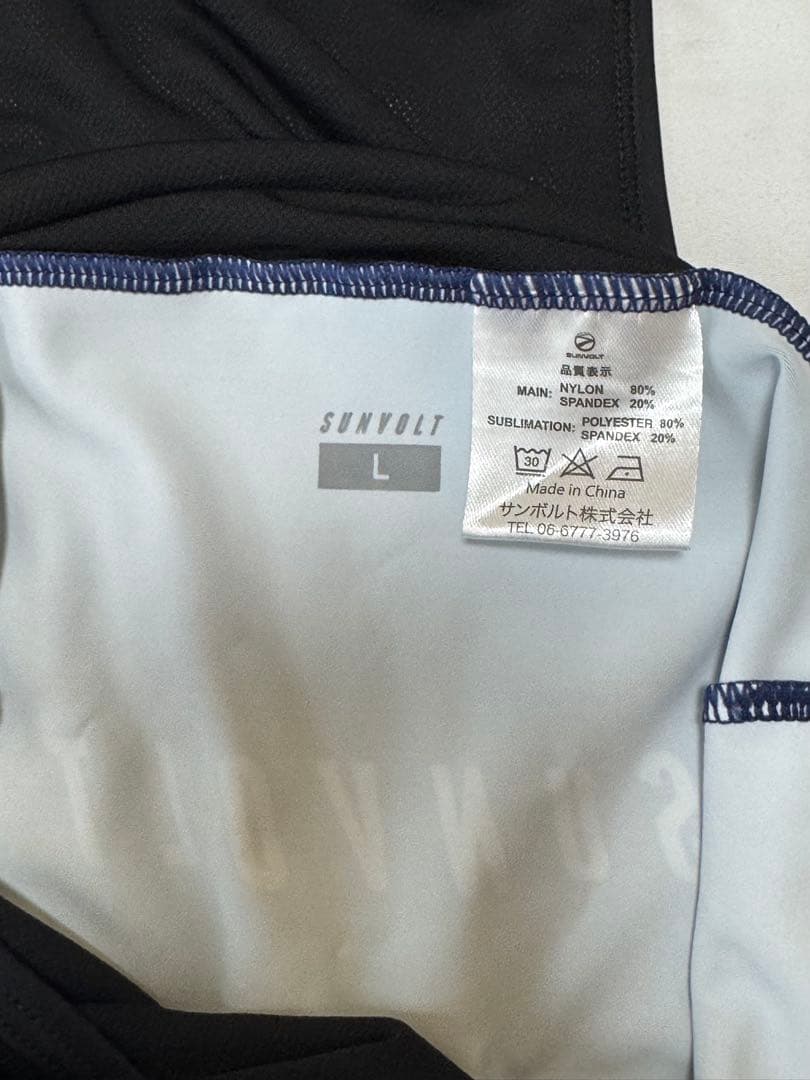 SUNVOLT
L
SUNVOLT
品質表示
MAIN: NYLON 80%
SPANDEX 20%
SUBLIMATION: POLYESTER 80%
SPANDEX 20%
30
Made in China
サンボルト株式会社
TEL 06-6777-3976
SUNVOLT